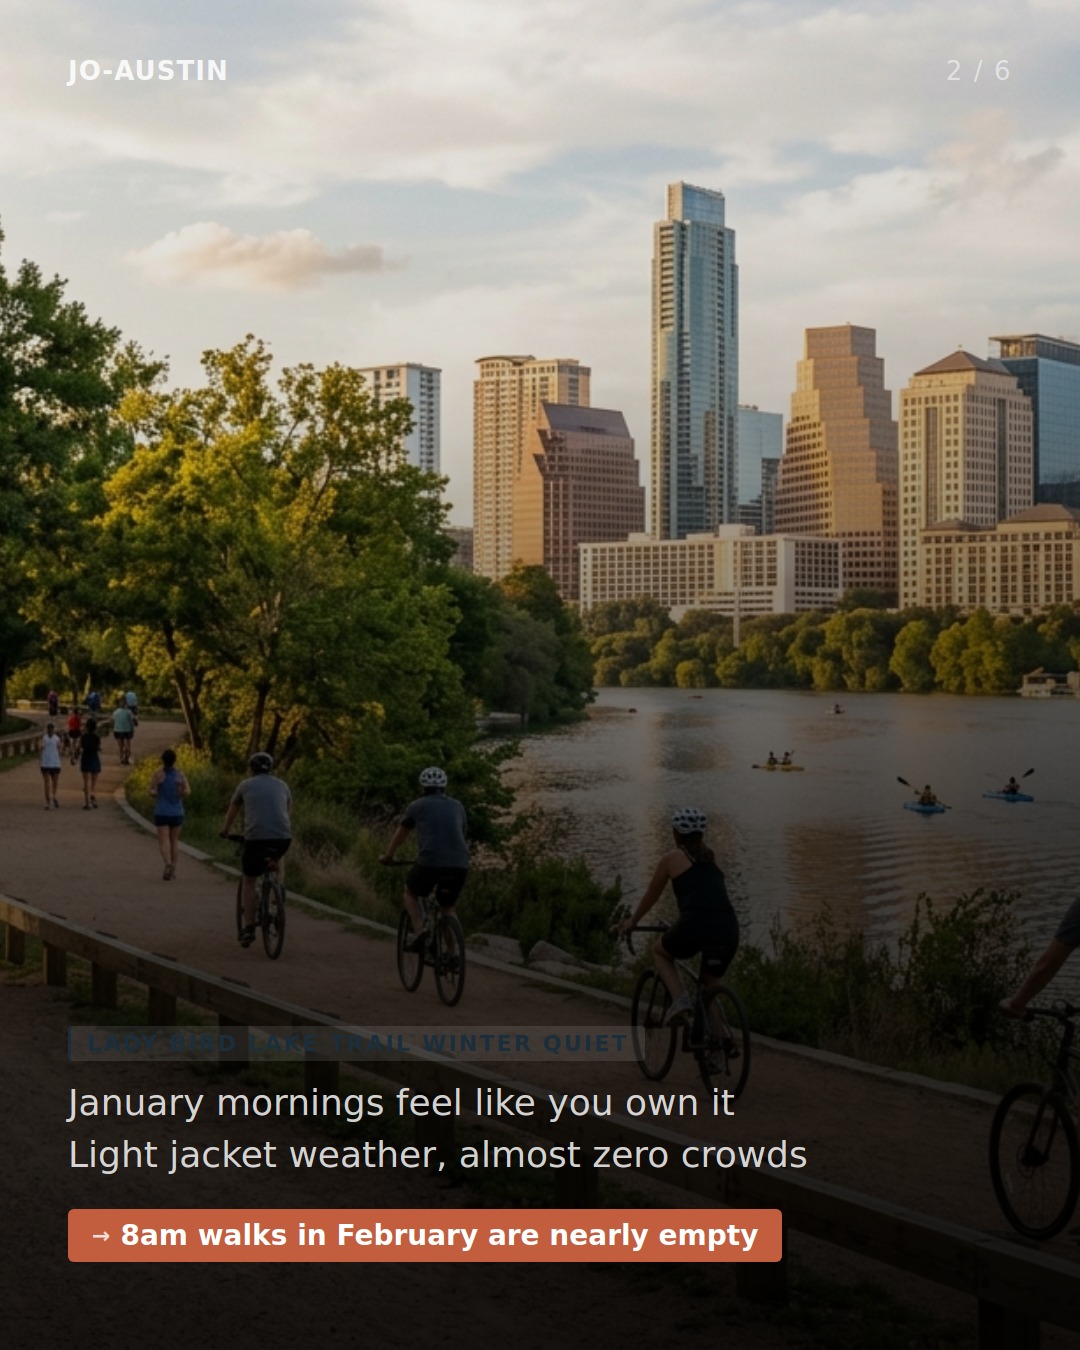 JO-AUSTIN
2 / 6
LADY BIRD LAKE TRAIL WINTER QUIET
January mornings feel like you own it
Light jacket weather, almost zero crowds
→ 8am walks in February are nearly empty